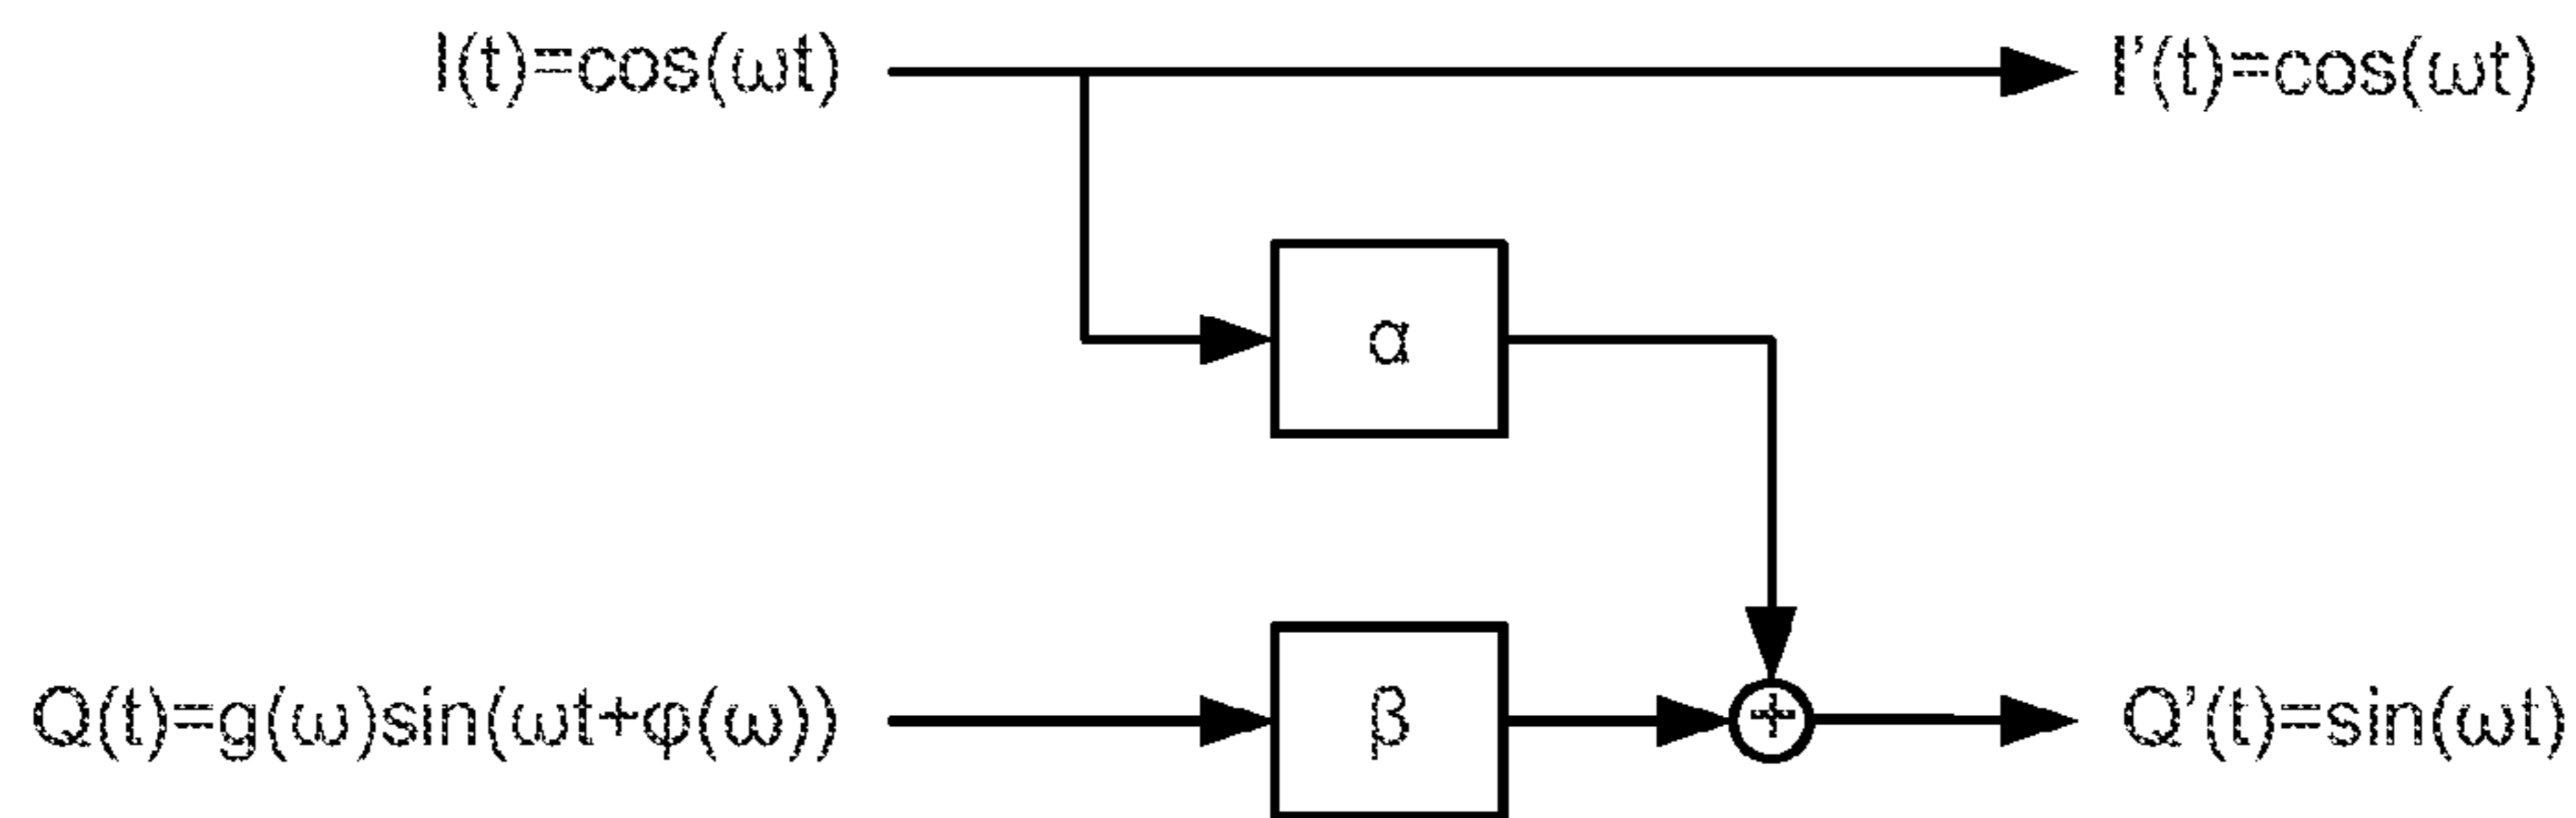 I(t)=cos(ωt)
I'(t)=cos(ωt)
α
Q(t)=g(ω)sin(ωt+φ(ω))
β
+
Q'(t)=sin(ωt)